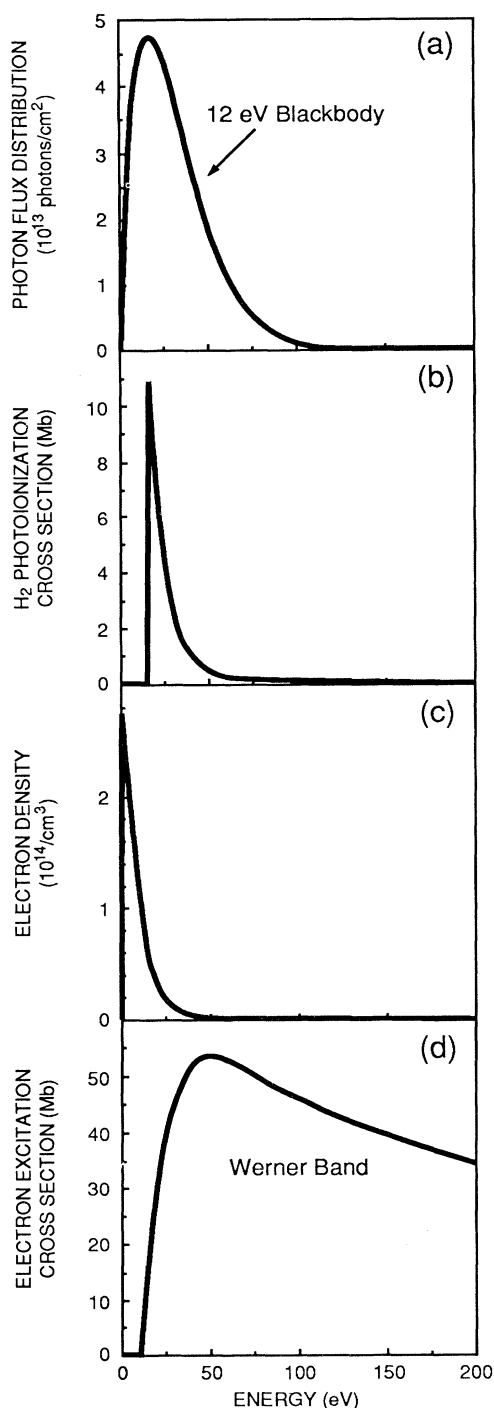 PHOTON FLUX DISTRIBUTION
(10¹³ photons/cm²)
5
4
3
2
1
0
(a)
12 eV Blackbody
H₂ PHOTOIONIZATION
CROSS SECTION (Mb)
10
8
6
4
2
0
(b)
ELECTRON DENSITY
(10¹⁴/cm³)
2
1
0
(c)
ELECTRON EXCITATION
CROSS SECTION (Mb)
50
40
30
20
10
0
(d)
Werner Band
0 50 100 150 200
ENERGY (eV)